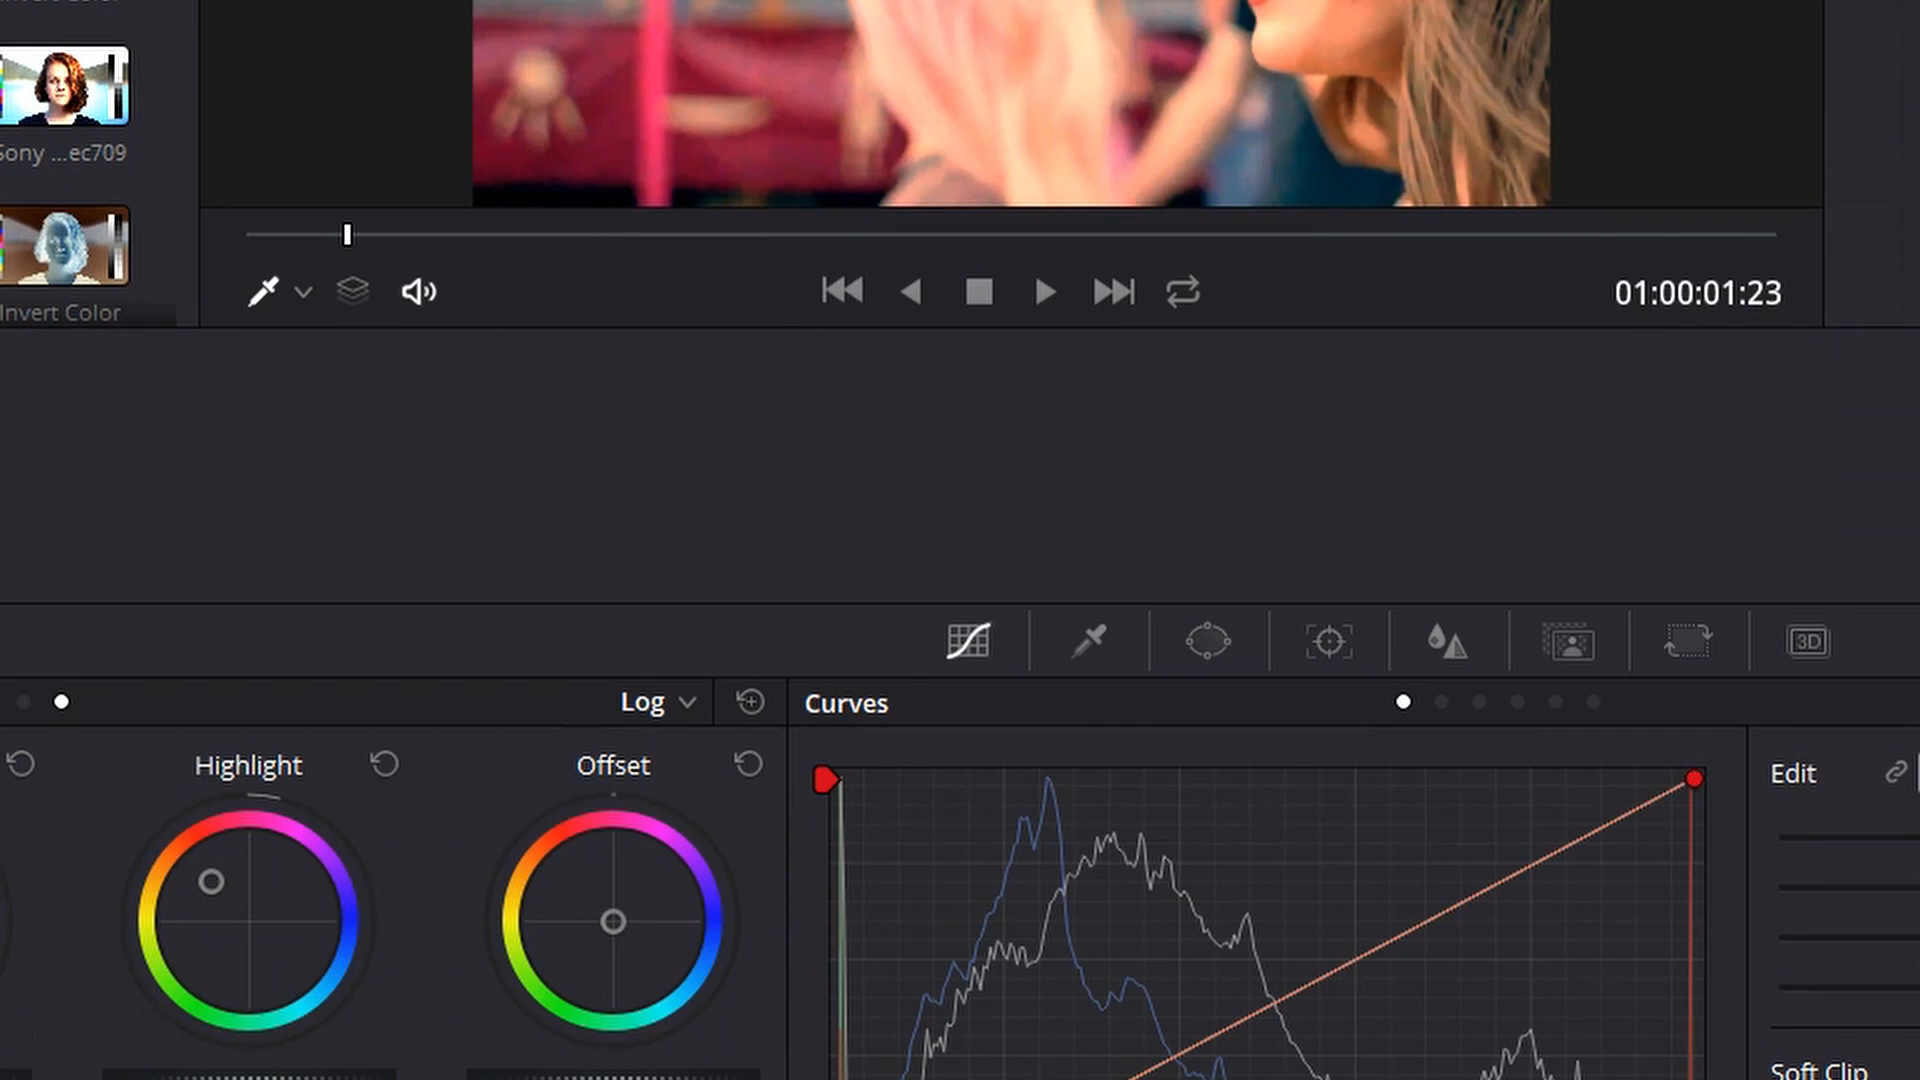 Sony ...ec709
Invert Color
01:00:01:23
3D
Log
Curves
Highlight
Offset
Edit
Soft Clip